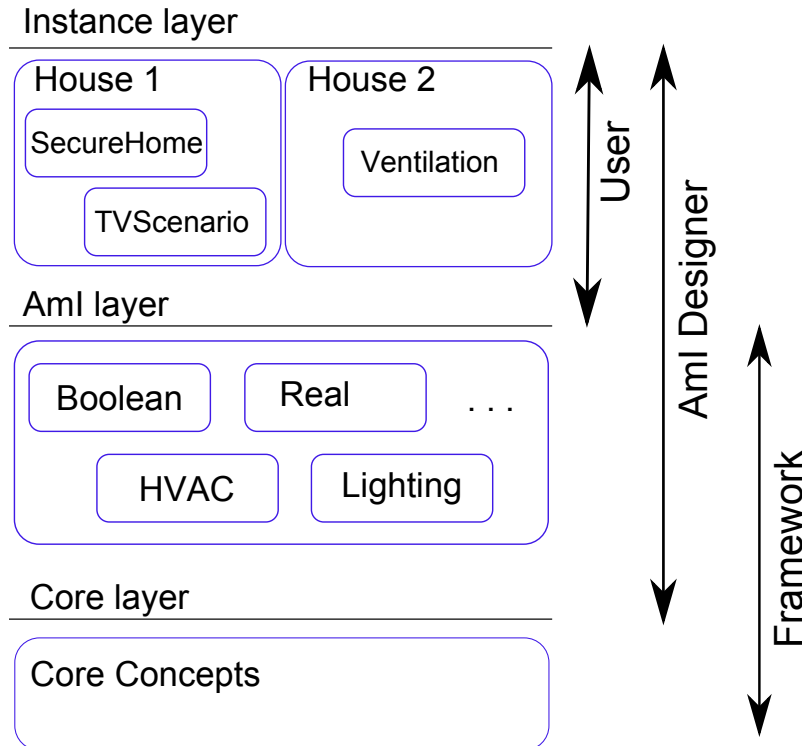 Instance layer
House 1
House 2
SecureHome
Ventilation
TVScenario
User
AmI layer
AmI Designer
Boolean
Real
. . .
HVAC
Lighting
Framework
Core layer
Core Concepts